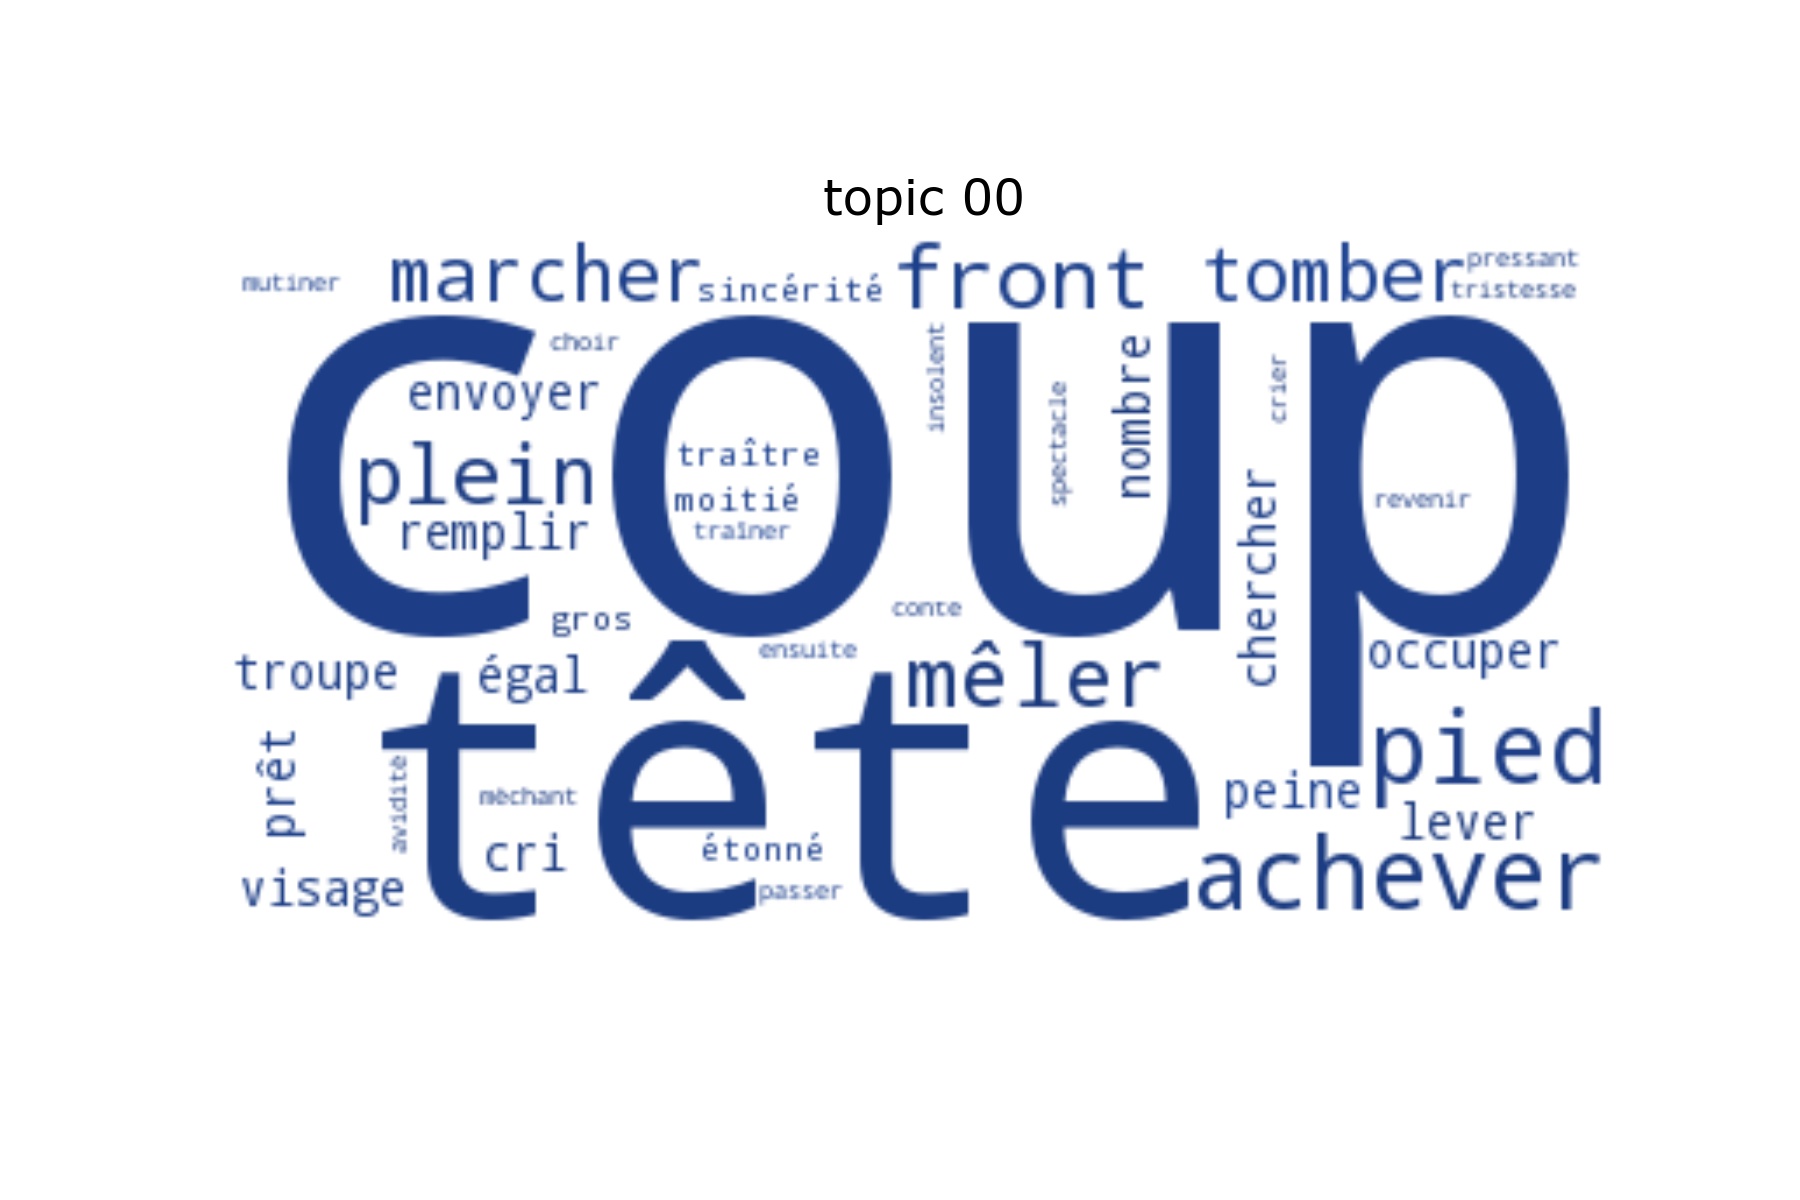 topic 00
mutiner
marcher
sincérité
front
tomber
pressant
tristesse
coup
choir
envoyer
plein
remplir
traître
moitié
traîner
insolent
spectacle
nombre
crier
chercher
revenir
gros
conte
ensuite
troupe
égal
tête
mêler
occuper
prêt
avidité
méchant
cri
étonné
passer
visage
pied
peine
lever
achever